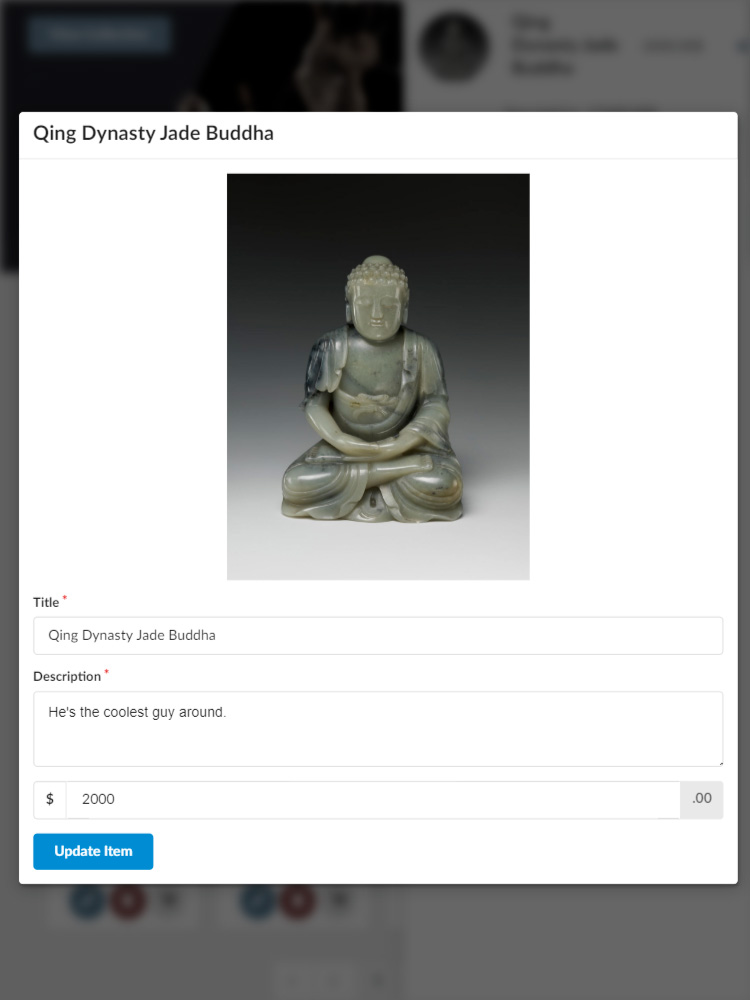 Qing Dynasty Jade Buddha
Title *
Qing Dynasty Jade Buddha
Description *
He's the coolest guy around.
$ 2000 .00
Update Item